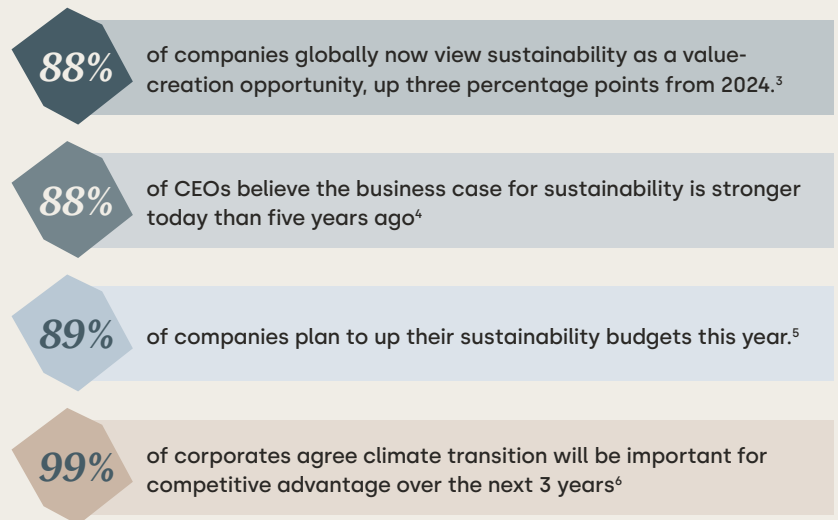 88%
of companies globally now view sustainability as a value-
creation opportunity, up three percentage points from 2024.³
88%
of CEOs believe the business case for sustainability is stronger
today than five years ago⁴
89%
of companies plan to up their sustainability budgets this year.⁵
99%
of corporates agree climate transition will be important for
competitive advantage over the next 3 years⁶